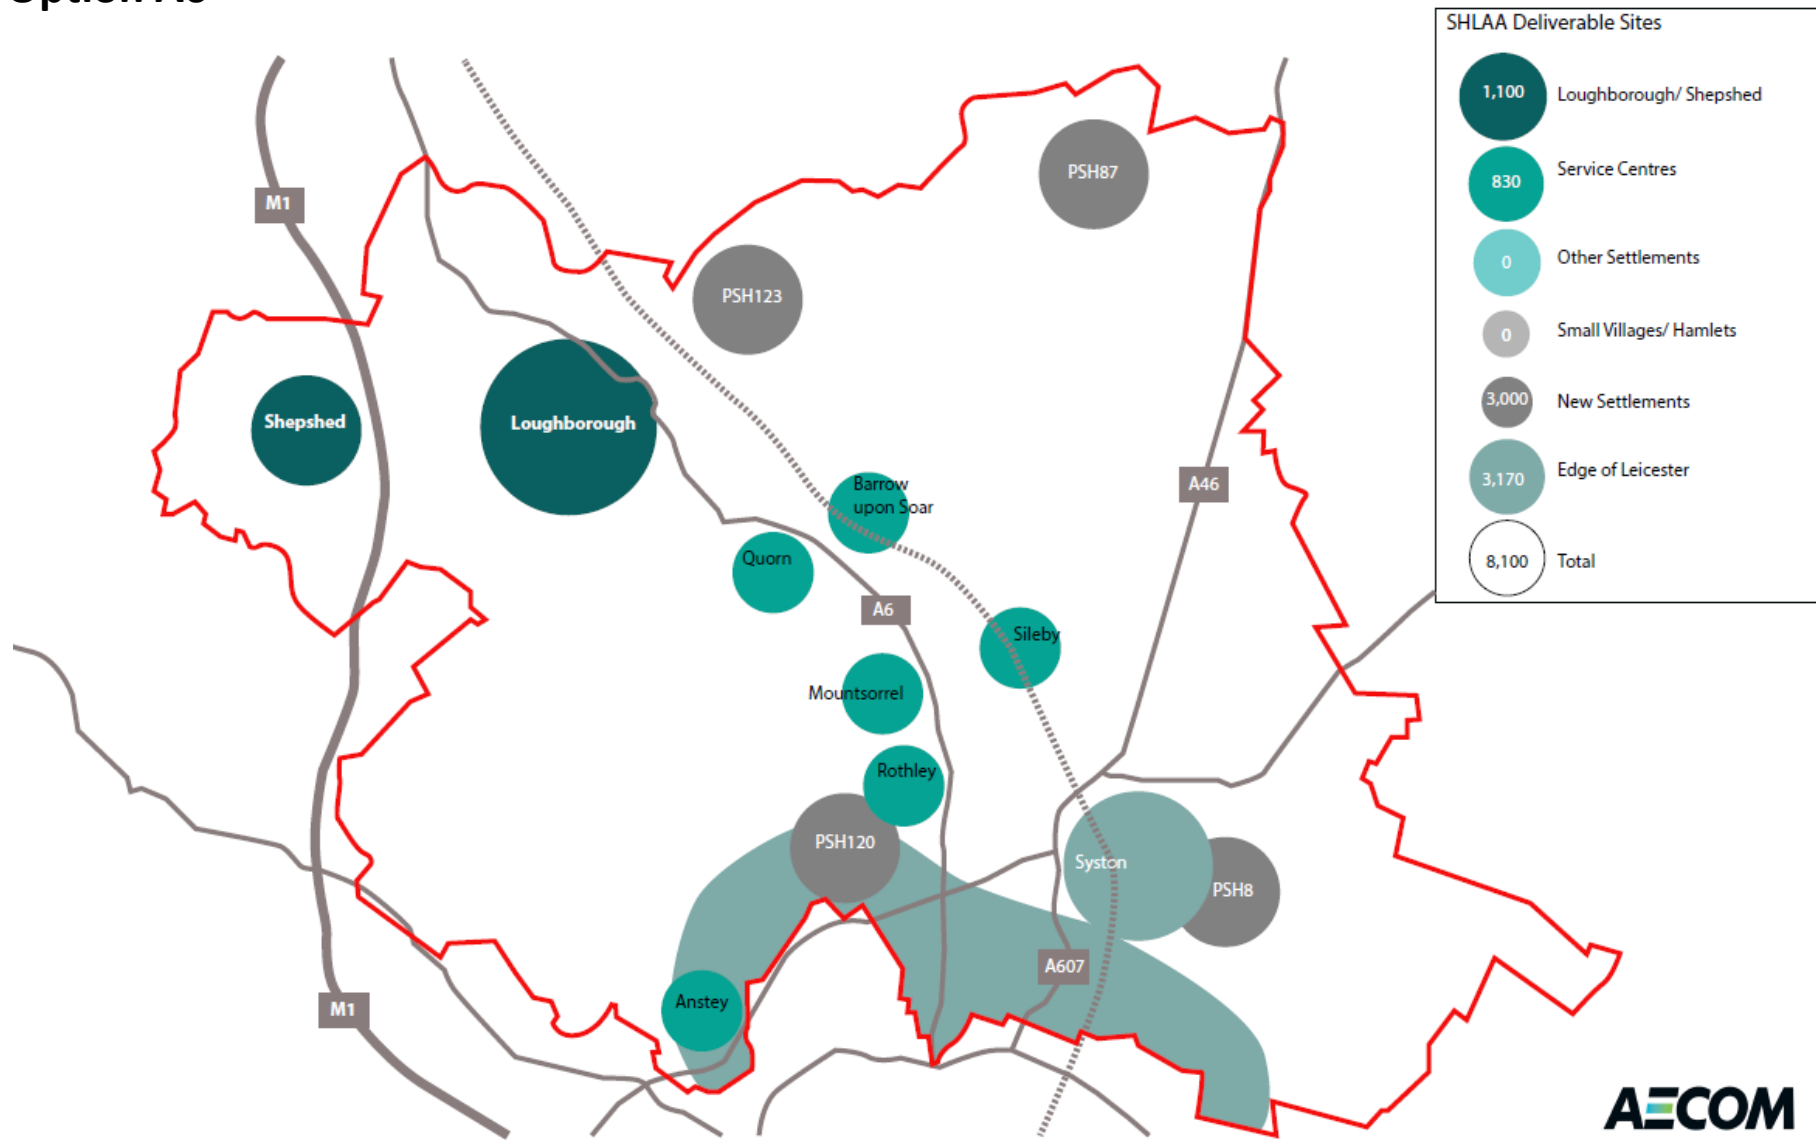 SHLAA Deliverable Sites
1,100
Loughborough/ Shepshed
830
Service Centres
0
Other Settlements
0
Small Villages/ Hamlets
3,000
New Settlements
3,170
Edge of Leicester
8,100
Total
M1
PSH87
PSH123
Shepshed
Loughborough
A46
Barrow
upon Soar
Quorn
A6
Sileby
Mountsorrel
Rothley
PSH120
Syston
PSH8
A607
Anstey
M1
AECOM